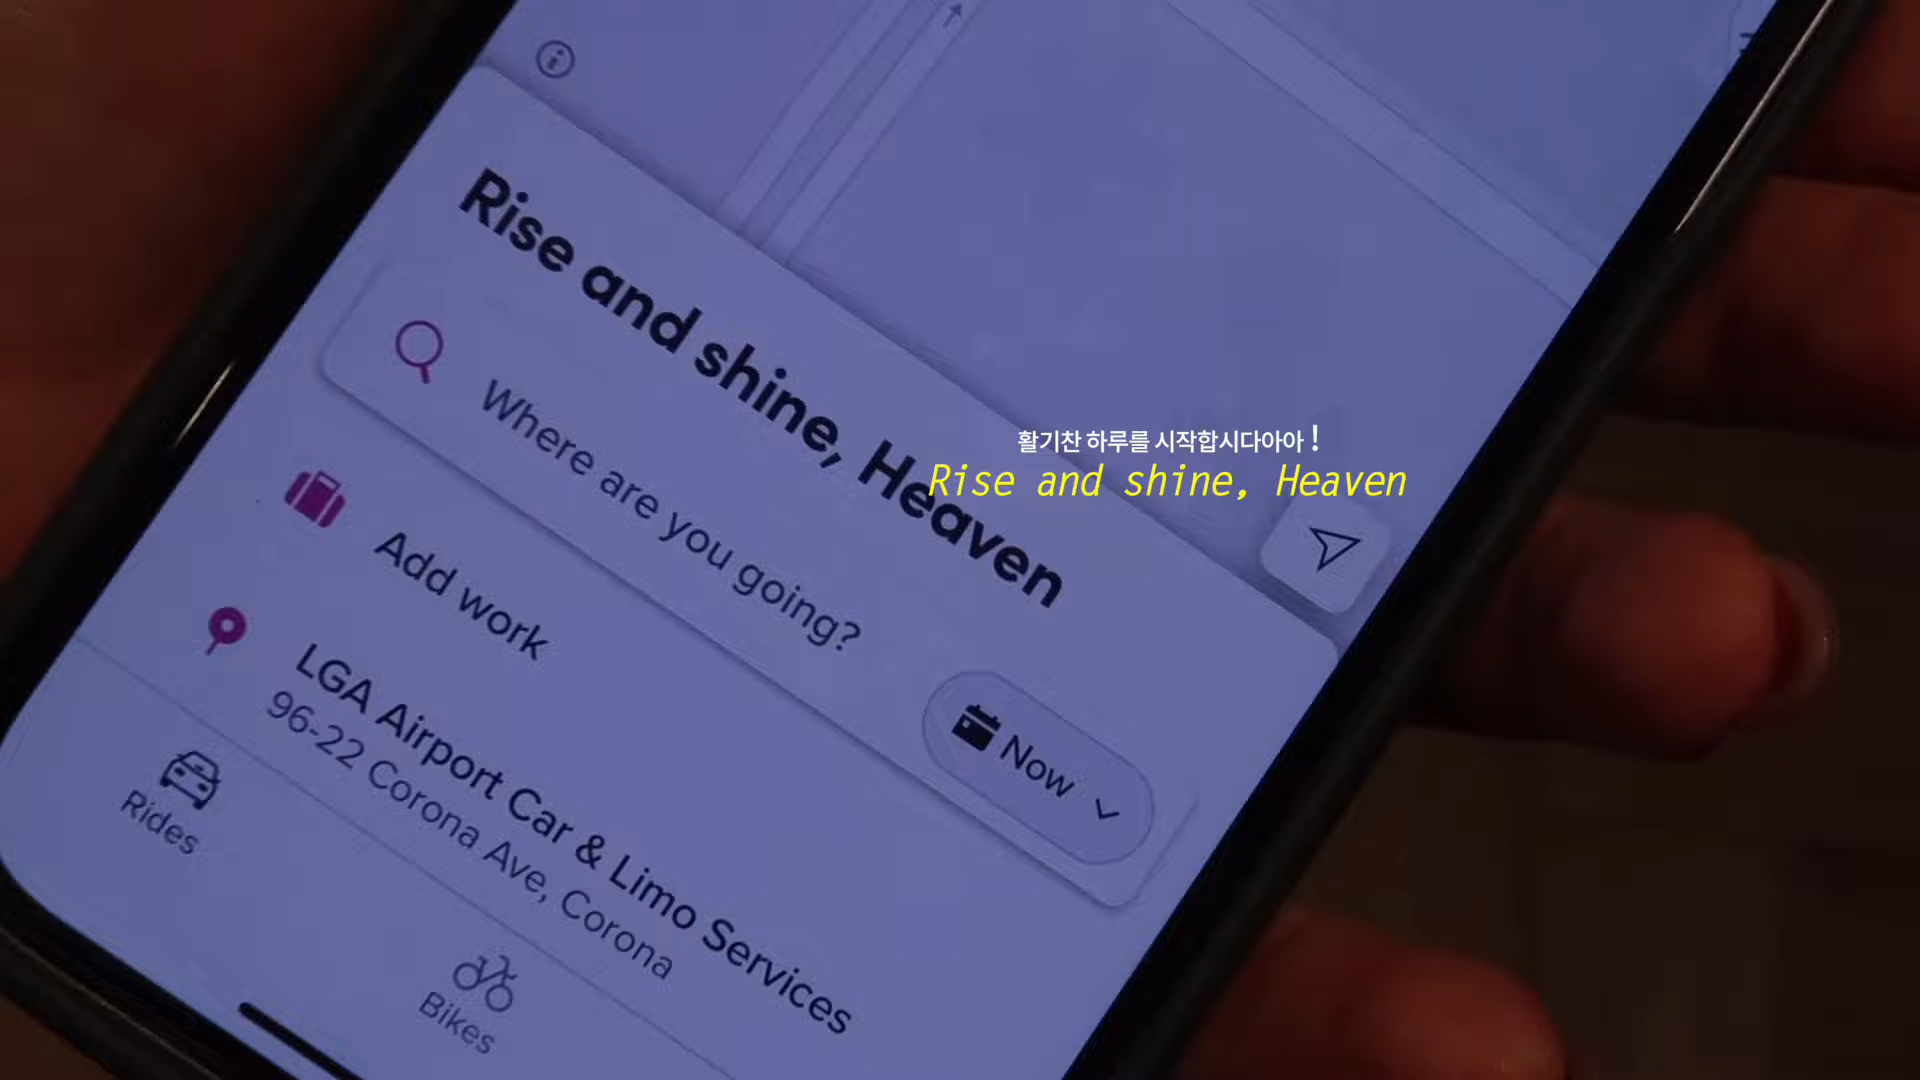 Rise and shine, Heaven
Where are you going?
Now
Add work
LGA Airport Car & Limo Services
96-22 Corona Ave, Corona
Rides
Bikes
활기찬 하루를 시작합시다아아 !
Rise and shine, Heaven